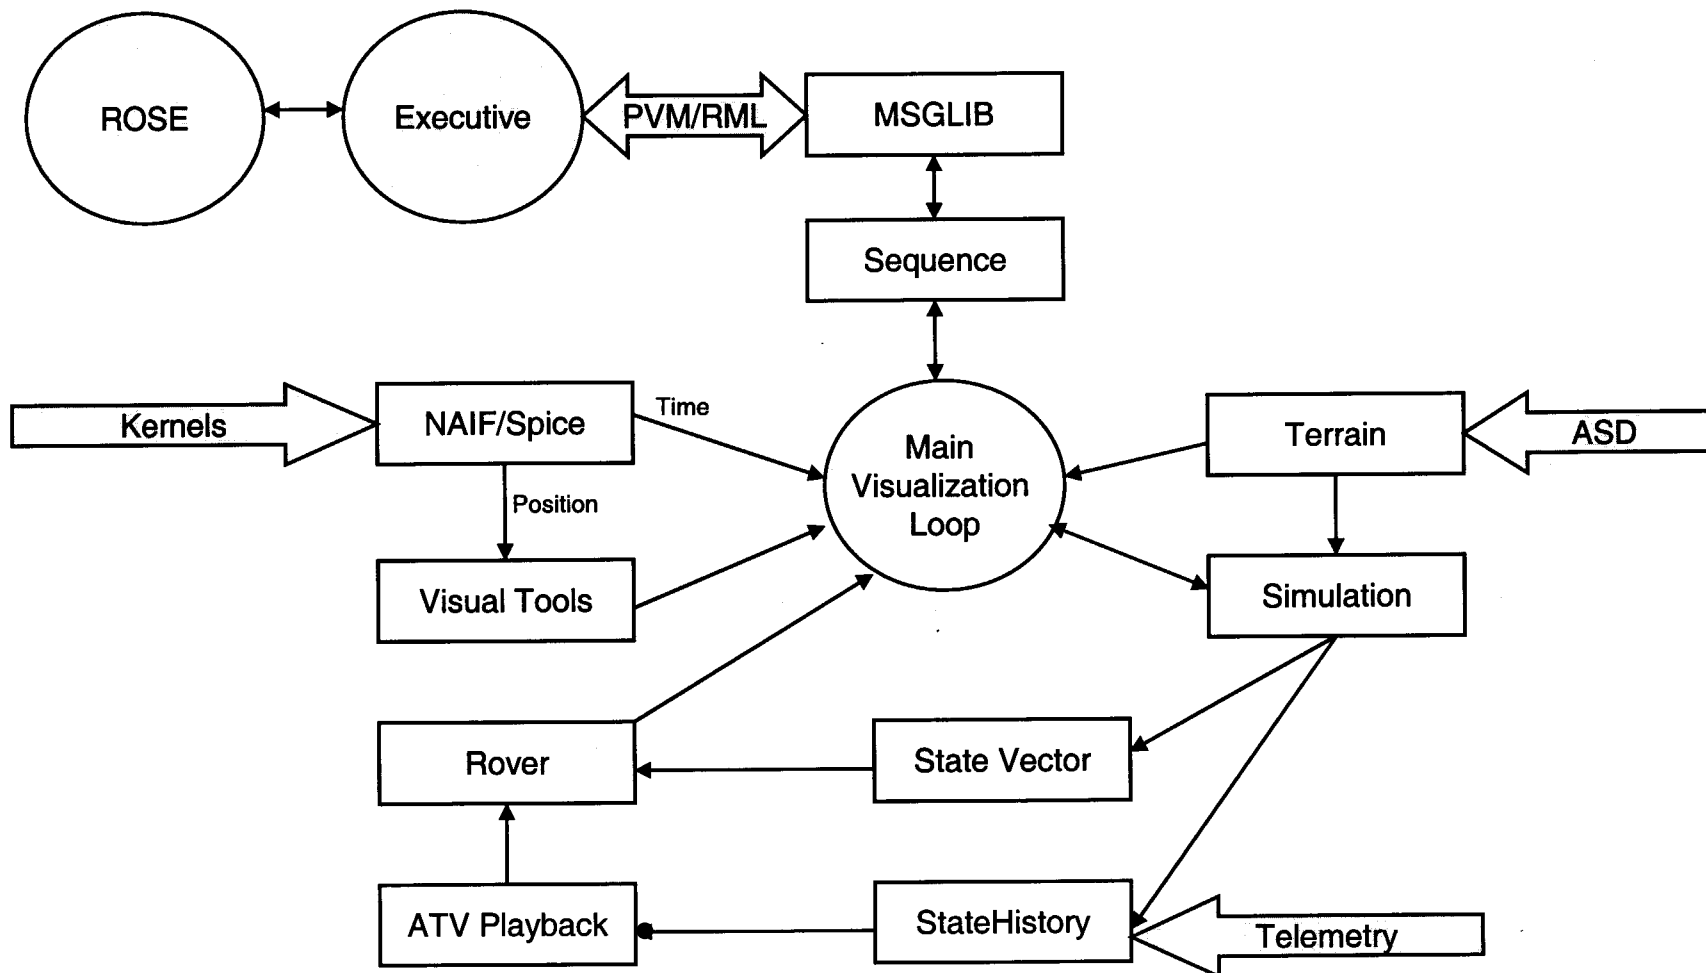 ROSE
Executive
PVM/RML
MSGLIB
Sequence
Kernels
NAIF/Spice
Time
Main
Visualization
Loop
Terrain
ASD
Position
Visual Tools
Simulation
Rover
State Vector
ATV Playback
StateHistory
Telemetry